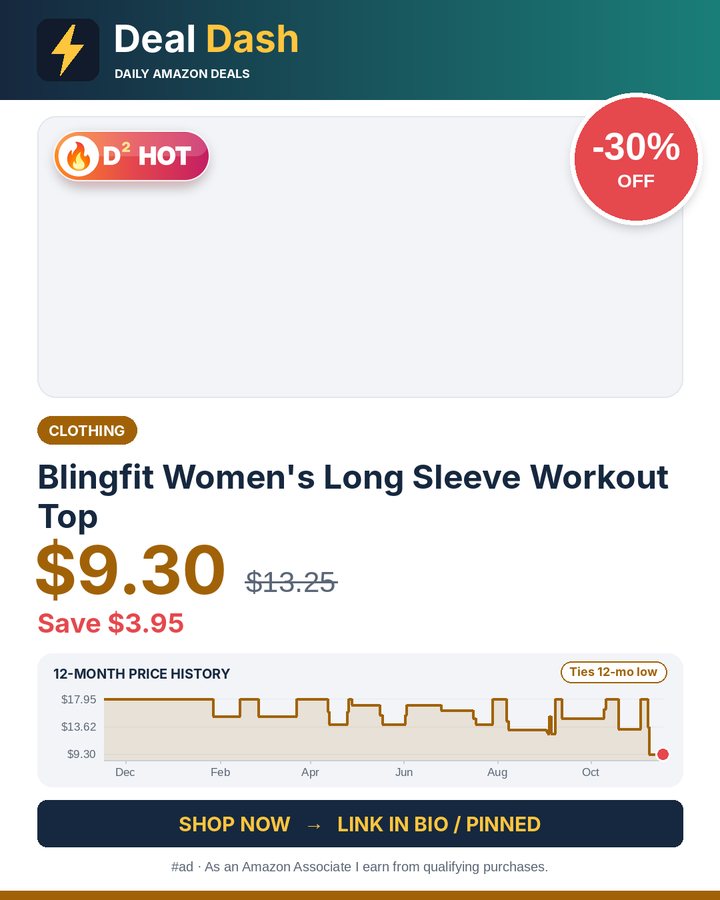 Deal Dash
DAILY AMAZON DEALS
D² HOT
-30%
OFF
CLOTHING
Blingfit Women's Long Sleeve Workout
Top
$9.30 $13.25
Save $3.95
12-MONTH PRICE HISTORY
Ties 12-mo low
$17.95
$13.62
$9.30
Dec Feb Apr Jun Aug Oct
SHOP NOW → LINK IN BIO / PINNED
#ad · As an Amazon Associate I earn from qualifying purchases.